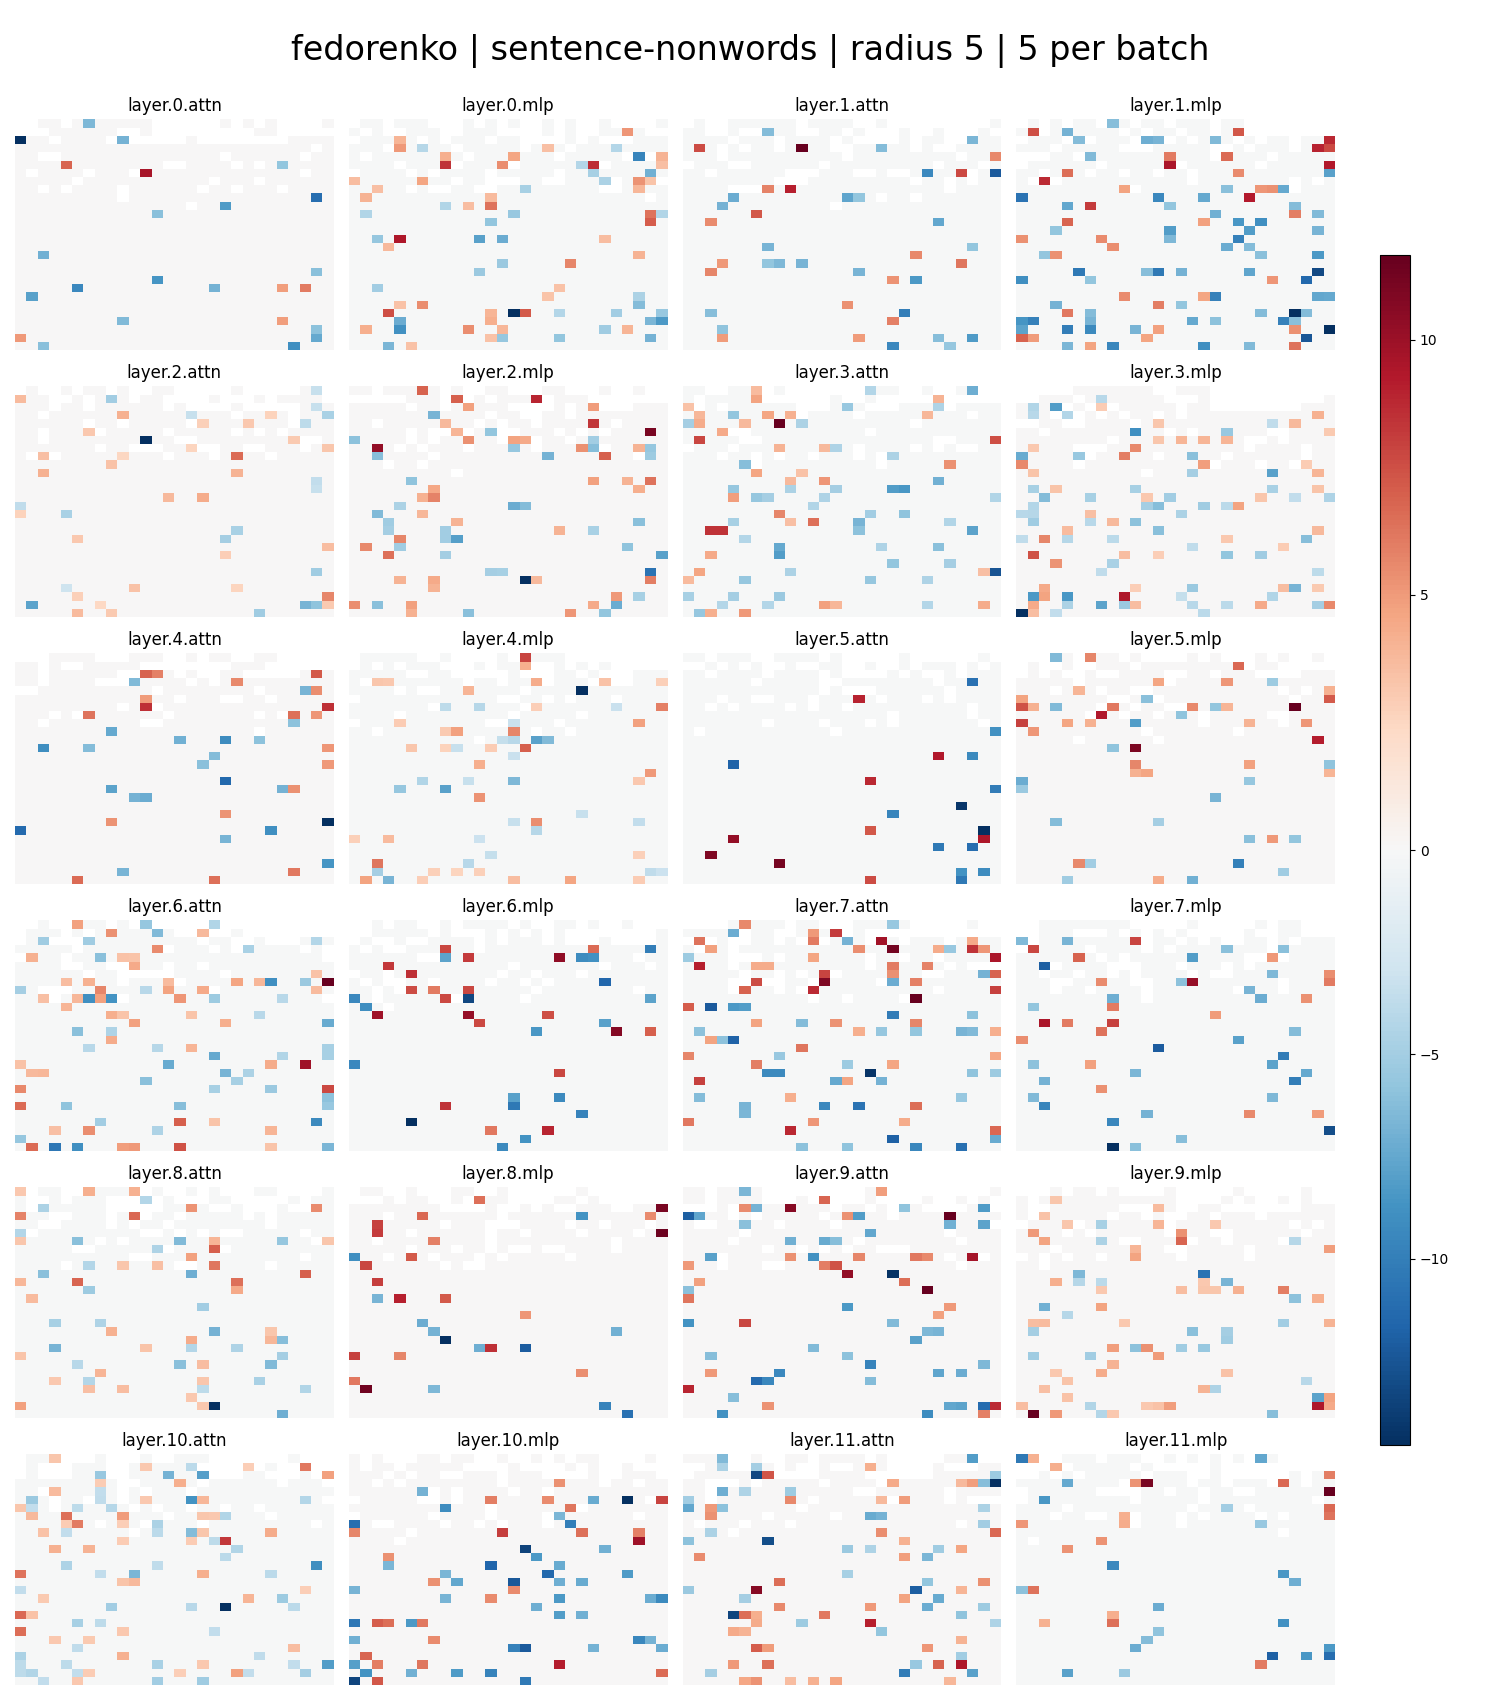 fedorenko | sentence-nonwords | radius 5 | 5 per batch
layer.0.attn
layer.0.mlp
layer.1.attn
layer.1.mlp
layer.2.attn
layer.2.mlp
layer.3.attn
layer.3.mlp
layer.4.attn
layer.4.mlp
layer.5.attn
layer.5.mlp
layer.6.attn
layer.6.mlp
layer.7.attn
layer.7.mlp
layer.8.attn
layer.8.mlp
layer.9.attn
layer.9.mlp
layer.10.attn
layer.10.mlp
layer.11.attn
layer.11.mlp
10
5
0
−5
−10